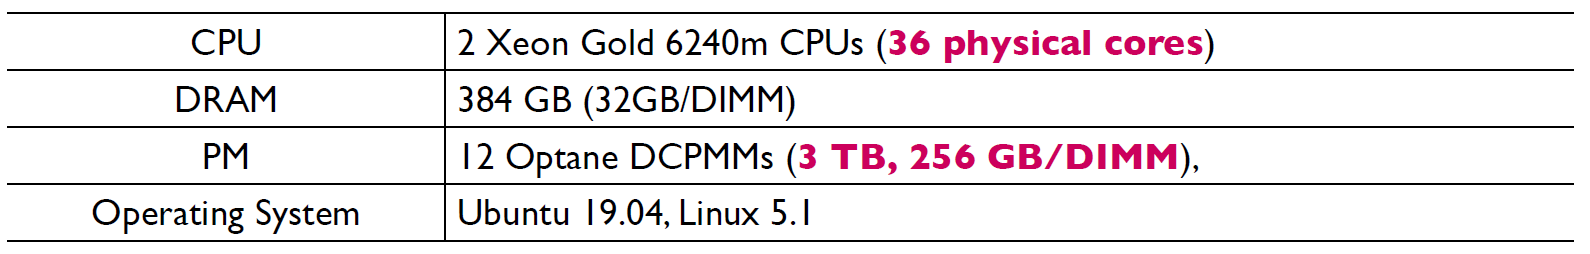 CPU 2 Xeon Gold 6240m CPUs (36 physical cores)
DRAM 384 GB (32GB/DIMM)
PM 12 Optane DCPMMs (3 TB, 256 GB/DIMM),
Operating System Ubuntu 19.04, Linux 5.1